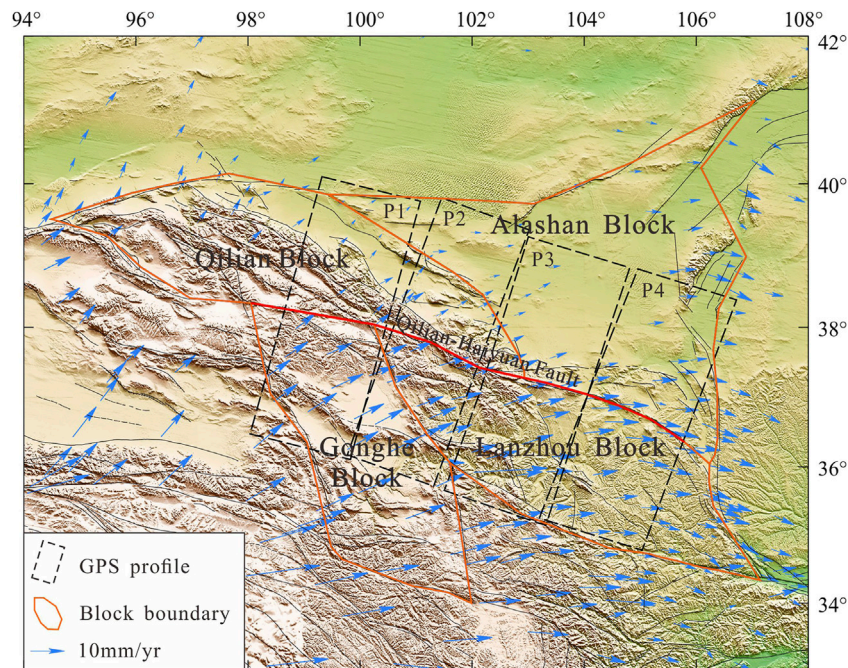 94° 96° 98° 100° 102° 104° 106° 108°
42°
40°
P1
P2
Alashan Block
P3
Qilian Block
P4
38°
Qilian-Haiyuan Fault
Gonghe
Block
Lanzhou Block
36°
GPS profile
Block boundary
34°
10mm/yr